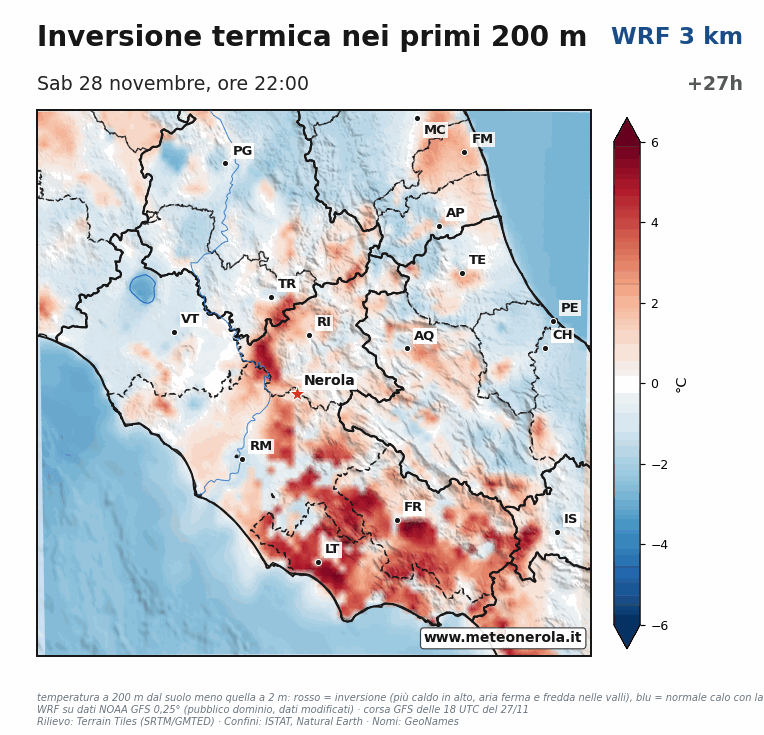 Inversione termica nei primi 200 m
WRF 3 km
Sab 28 novembre, ore 22:00
+27h
MC
FM
PG
AP
TE
TR
PE
VT
RI
CH
AQ
Nerola
RM
FR
IS
LT
www.meteonerola.it
6
4
2
0
−2
−4
−6
°C
temperatura a 200 m dal suolo meno quella a 2 m: rosso = inversione (più caldo in alto, aria ferma e fredda nelle valli), blu = normale calo con la
WRF su dati NOAA GFS 0,25° (pubblico dominio, dati modificati) · corsa GFS delle 18 UTC del 27/11
Rilievo: Terrain Tiles (SRTM/GMTED) · Confini: ISTAT, Natural Earth · Nomi: GeoNames